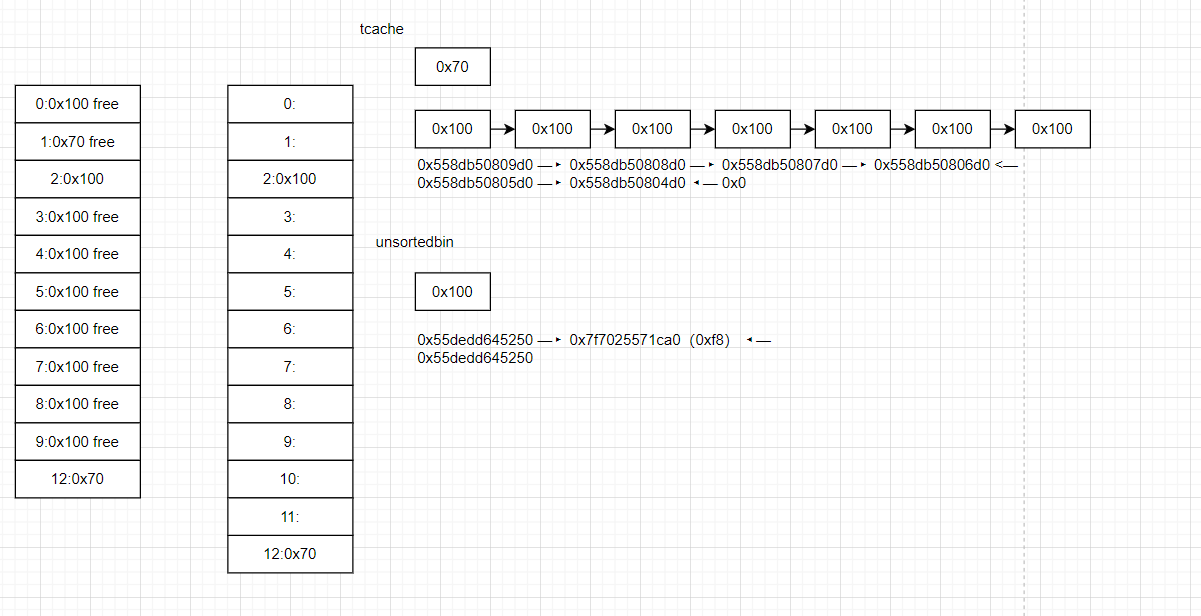 tcache
0x70
0:0x100 free
1:0x70 free
2:0x100
3:0x100 free
4:0x100 free
5:0x100 free
6:0x100 free
7:0x100 free
8:0x100 free
9:0x100 free
12:0x70
0:
1:
2:0x100
3:
4:
5:
6:
7:
8:
9:
10:
11:
12:0x70
0x100
0x100
0x100
0x100
0x100
0x100
0x100
0x558db50809d0 —▸ 0x558db50808d0 —▸ 0x558db50807d0 —▸ 0x558db50806d0 <—
0x558db50805d0 —▸ 0x558db50804d0 ◂— 0x0
unsortedbin
0x100
0x55dedd645250 —▸ 0x7f7025571ca0 (0xf8) ◂—
0x55dedd645250